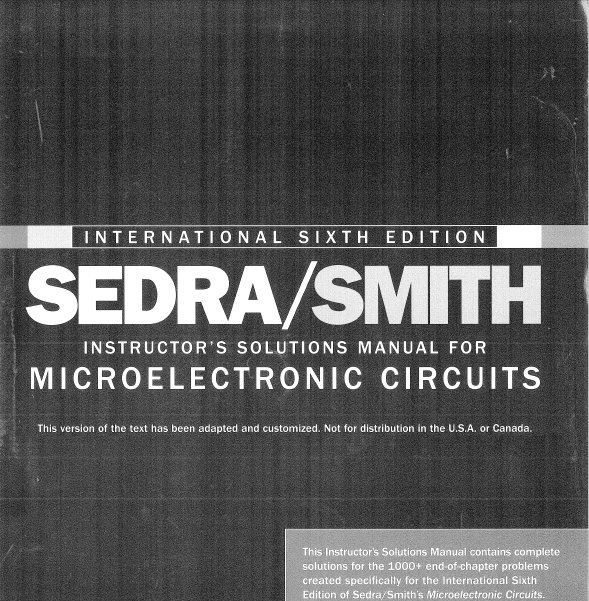 INTERNATIONAL SIXTH EDITION
SEDRA/SMITH
INSTRUCTOR'S SOLUTIONS MANUAL FOR
MICROELECTRONIC CIRCUITS
This version of the text has been adapted and customized. Not for distribution in the U.S.A. or Canada.
This Instructor's Solutions Manual contains complete
solutions for the 1000+ end-of-chapter problems
created specifically for the International Sixth
Edition of Sedra/Smith's Microelectronic Circuits.